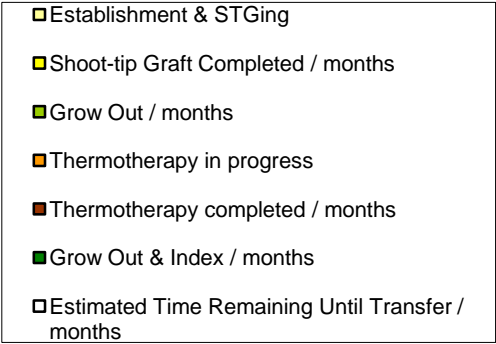 Establishment & STGing
Shoot-tip Graft Completed / months
Grow Out / months
Thermotherapy in progress
Thermotherapy completed / months
Grow Out & Index / months
Estimated Time Remaining Until Transfer /
months